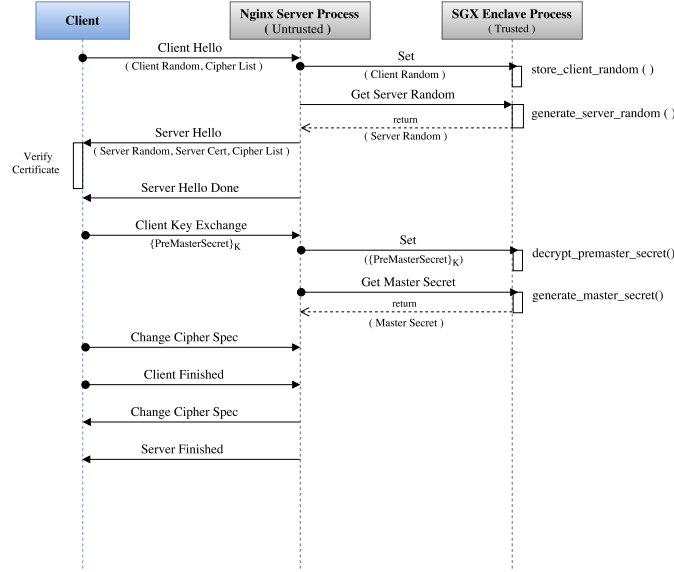 Client
Nginx Server Process
( Untrusted )
SGX Enclave Process
( Trusted )
Client Hello
( Client Random, Cipher List )
Set
( Client Random )
store_client_random ( )
Get Server Random
generate_server_random ( )
return
( Server Random )
Server Hello
( Server Random, Server Cert, Cipher List )
Verify
Certificate
Server Hello Done
Client Key Exchange
{PreMasterSecret}K
Set
({PreMasterSecret}K)
decrypt_premaster_secret()
Get Master Secret
generate_master_secret()
return
( Master Secret )
Change Cipher Spec
Client Finished
Change Cipher Spec
Server Finished